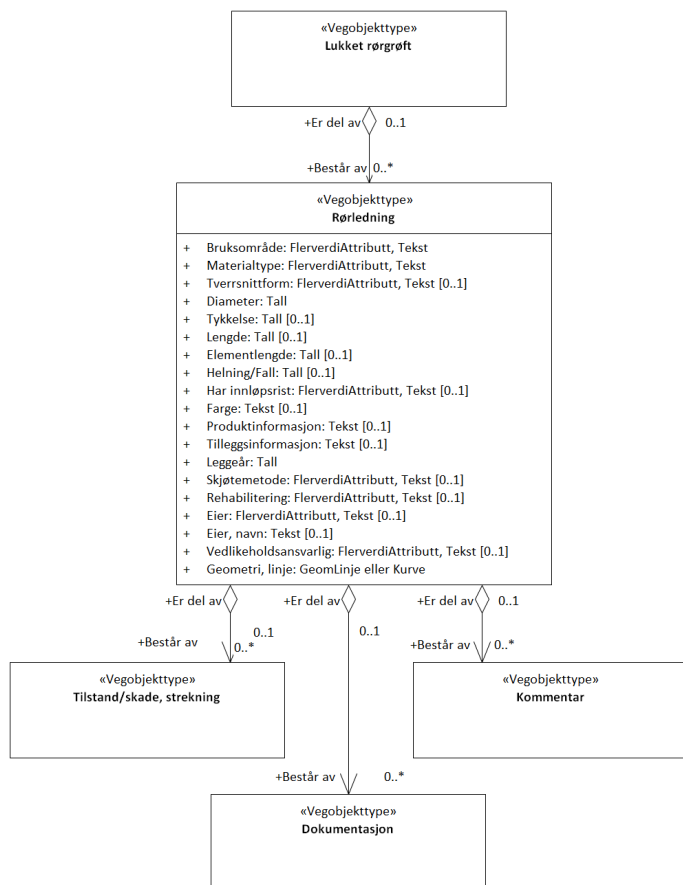 «Vegobjekttype»
Lukket rørgrøft
+Er del av 0..1
+Består av 0..*
«Vegobjekttype»
Rørledning
+ Bruksområde: FlerverdiAttributt, Tekst
+ Materialtype: FlerverdiAttributt, Tekst
+ Tverrsnittform: FlerverdiAttributt, Tekst [0..1]
+ Diameter: Tall
+ Tykkelse: Tall [0..1]
+ Lengde: Tall [0..1]
+ Elementlengde: Tall [0..1]
+ Helning/Fall: Tall [0..1]
+ Har innløpsrist: FlerverdiAttributt, Tekst [0..1]
+ Farge: Tekst [0..1]
+ Produktinformasjon: Tekst [0..1]
+ Tilleggsinformasjon: Tekst [0..1]
+ Leggeår: Tall
+ Skjøtemetode: FlerverdiAttributt, Tekst [0..1]
+ Rehabilitering: FlerverdiAttributt, Tekst [0..1]
+ Eier: FlerverdiAttributt, Tekst [0..1]
+ Eier, navn: Tekst [0..1]
+ Vedlikeholdsansvarlig: FlerverdiAttributt, Tekst [0..1]
+ Geometri, linje: GeomLinje eller Kurve
+Er del av +Er del av +Er del av 0..1
0..1 0..1
+Består av 0..* +Består av 0..*
«Vegobjekttype»
Tilstand/skade, strekning
«Vegobjekttype»
Kommentar
+Består av 0..*
«Vegobjekttype»
Dokumentasjon